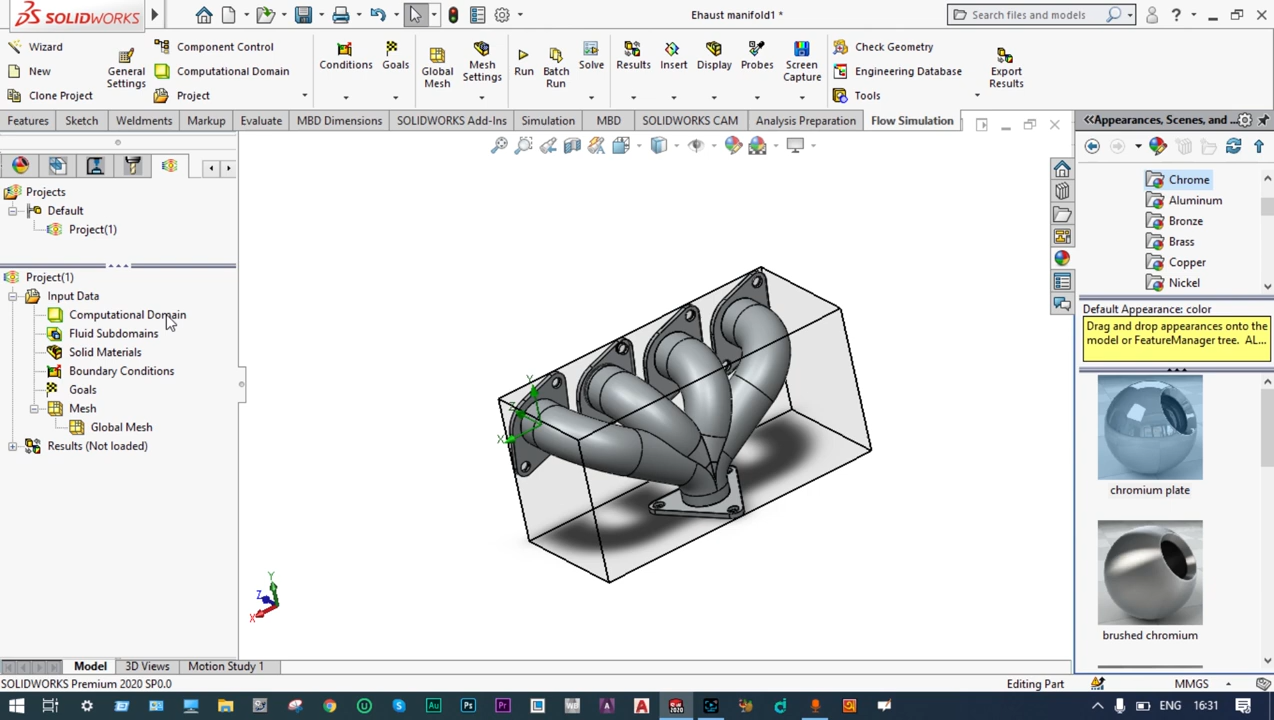 SOLIDWORKS
Ehaust manifold1 *
Search files and models
Wizard
New
Clone Project
General Settings
Component Control
Computational Domain
Project
Conditions
Goals
Global Mesh
Mesh Settings
Run
Batch Run
Solve
Results
Insert
Display
Probes
Screen Capture
Check Geometry
Engineering Database
Tools
Export Results
Features
Sketch
Weldments
Markup
Evaluate
MBD Dimensions
SOLIDWORKS Add-Ins
Simulation
MBD
SOLIDWORKS CAM
Analysis Preparation
Flow Simulation
Appearances, Scenes, and ...
Projects
Default
Project(1)
Project(1)
Input Data
Computational Domain
Fluid Subdomains
Solid Materials
Boundary Conditions
Goals
Mesh
Global Mesh
Results (Not loaded)
Y
Z
X
Y
Z
X
Chrome
Aluminum
Bronze
Brass
Copper
Nickel
Default Appearance: color
Drag and drop appearances onto the
model or FeatureManager tree. AL...
chromium plate
brushed chromium
Model
3D Views
Motion Study 1
SOLIDWORKS Premium 2020 SP0.0
Editing Part
MMGS
ENG
16:31